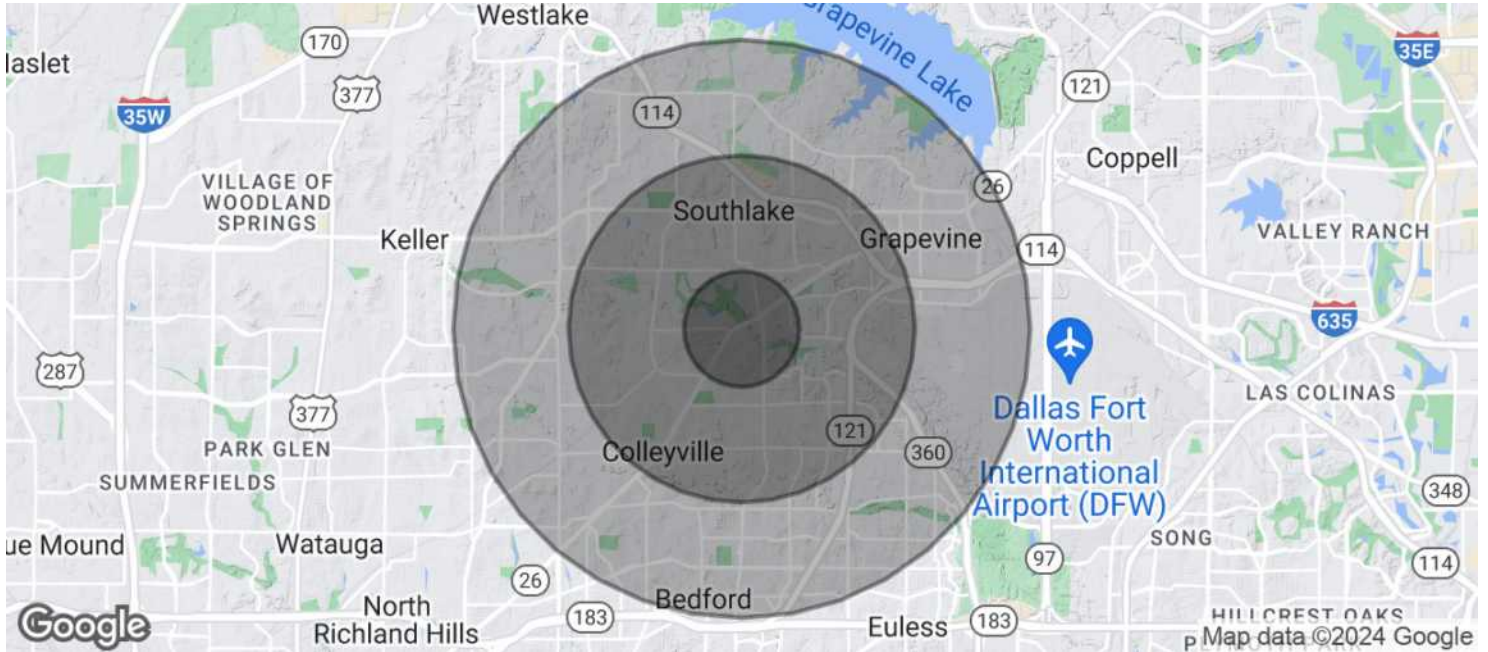 Westlake
170
Haslet
377
35W
114
Grapevine Lake
121
35E
Coppell
VILLAGE OF
WOODLAND
SPRINGS
Southlake
26
Keller
Grapevine
114
VALLEY RANCH
635
287
377
Dallas Fort
Worth
International
Airport (DFW)
LAS COLINAS
PARK GLEN
121
Colleyville
360
SUMMERFIELDS
348
ue Mound
Watauga
SONG
97
114
26
North
Richland Hills
183
Bedford
Euless
183
HILLCREST OAKS
Google
Map data ©2024 Google